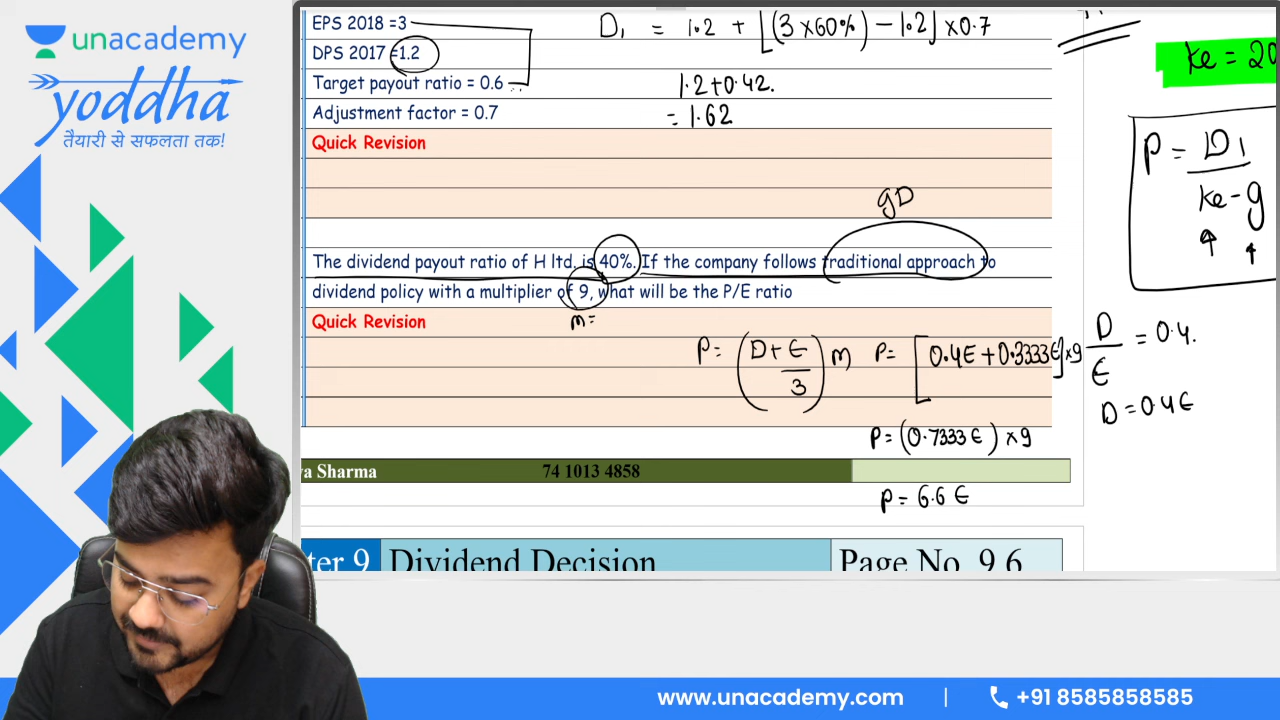 unacademy
yoddha
तैयारी से सफलता तक!
EPS 2018 =3
DPS 2017 =1.2
Target payout ratio = 0.6
Adjustment factor = 0.7
D1 = 1.2 + [(3 x 60%) - 1.2] x 0.7
1.2 + 0.42.
= 1.62
ke = 20
P = D1
ke - g
Quick Revision
gD
The dividend payout ratio of H ltd. is 40%. If the company follows traditional approach to
dividend policy with a multiplier of 9, what will be the P/E ratio
m =
Quick Revision
P = (D + E/3) m
P = [0.4E + 0.3333E] x 9
P = (0.7333 E) x 9
P = 6.6 E
D/E = 0.4.
D = 0.4E
a Sharma 74 1013 4858
ter 9 Dividend Decision Page No. 9.6
www.unacademy.com | +91 8585858585